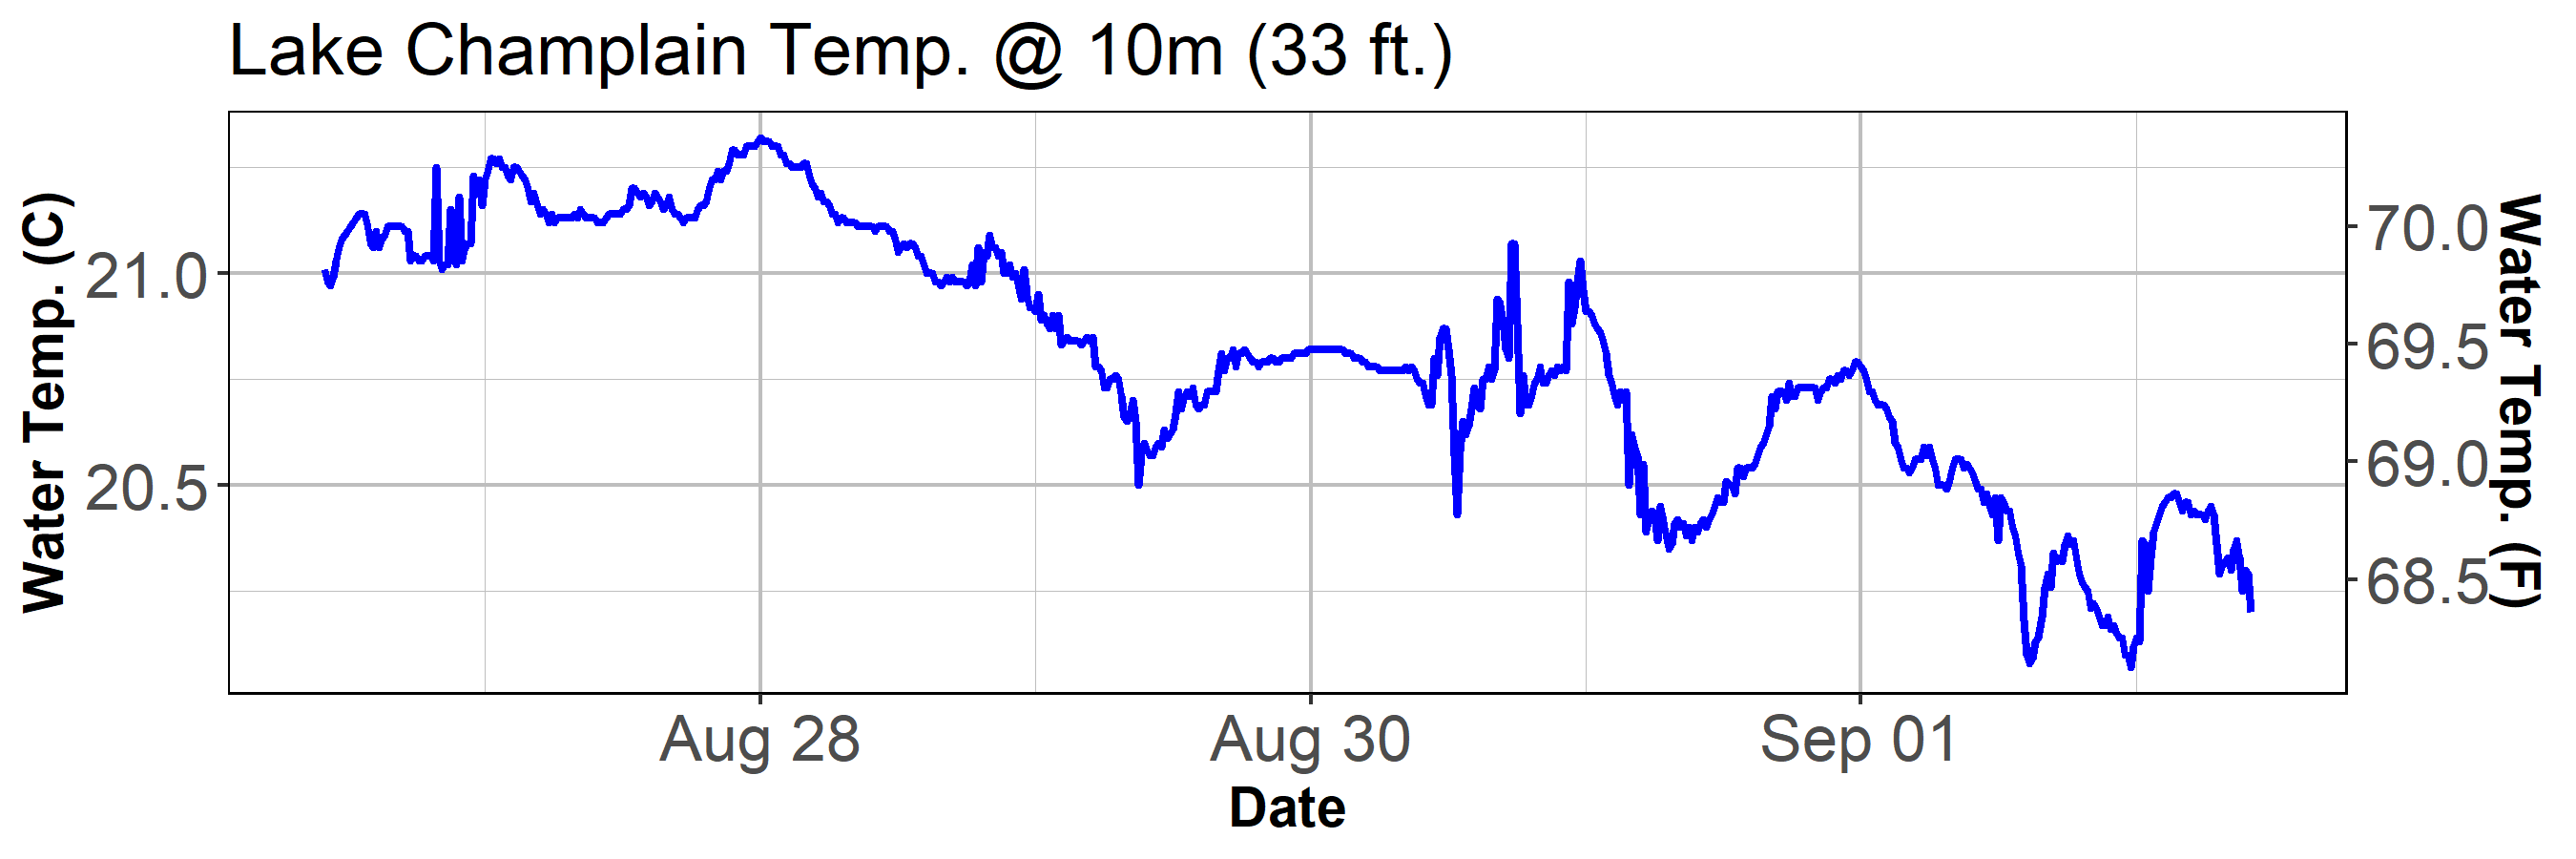 Lake Champlain Temp. @ 10m (33 ft.)
Water Temp. (C)
21.0
20.5
70.0
69.5
69.0
68.5
Water Temp. (F)
Aug 28
Aug 30
Sep 01
Date